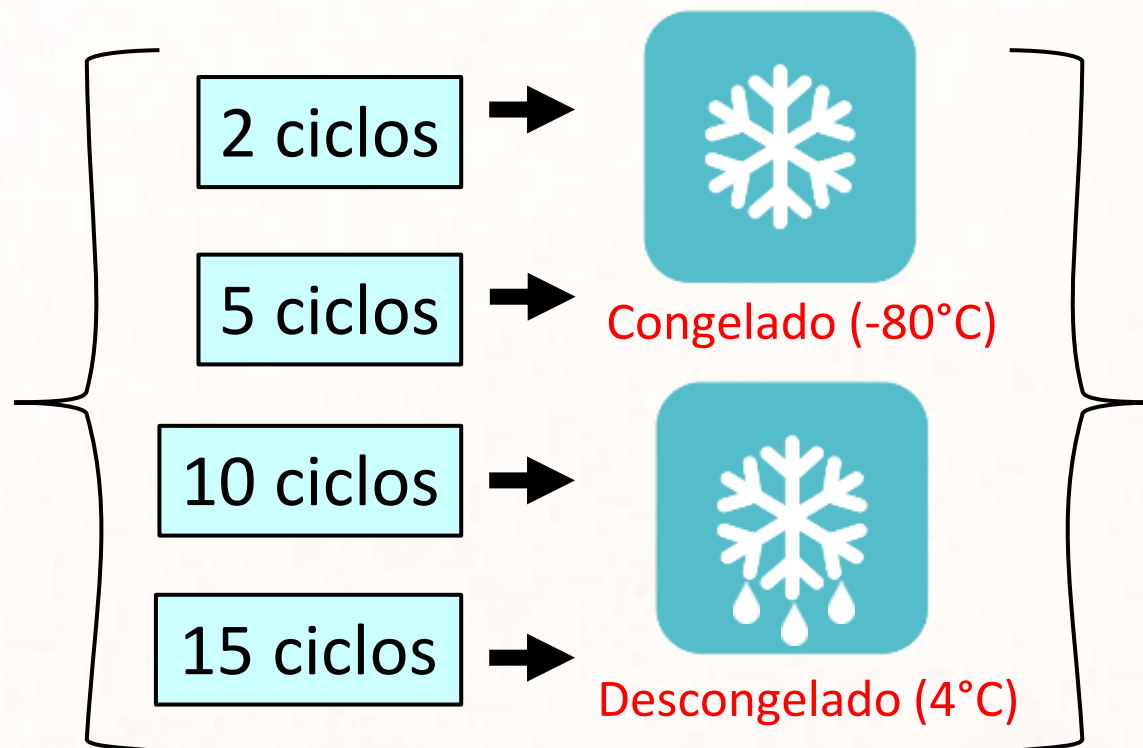 2 ciclos
5 ciclos
Congelado (-80°C)
10 ciclos
15 ciclos
Descongelado (4°C)